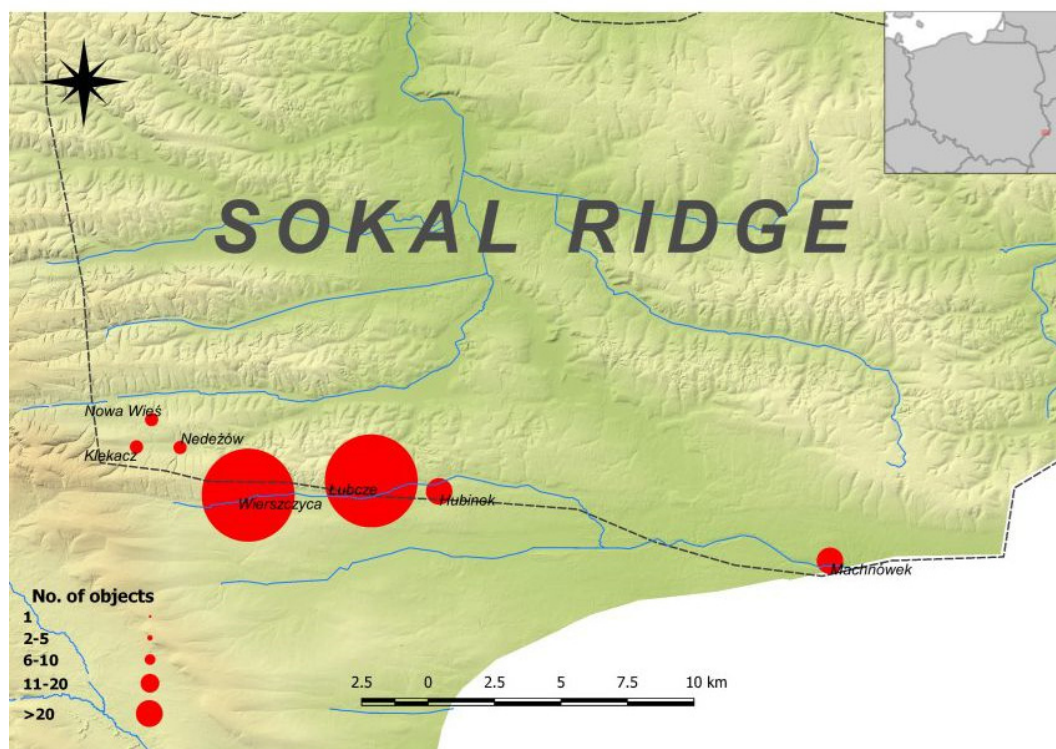 SOKAL RIDGE
Nowa Wieś
Nedeżów
Klękacz
Wierszczyca
Łubcze
Hubinek
Machnówek
No. of objects
1
2-5
6-10
11-20
>20
2.5 0 2.5 5 7.5 10 km